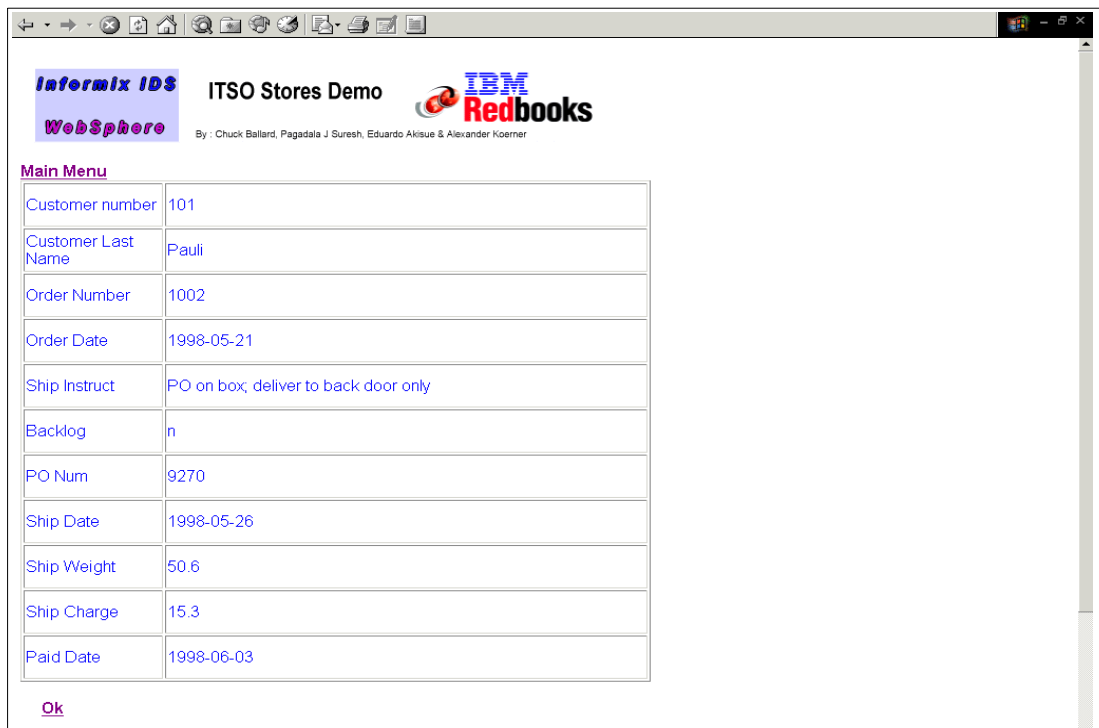 Informix IDS
WebSphere
ITSO Stores Demo
IBM
Redbooks
By : Chuck Ballard, Pagadala J Suresh, Eduardo Akisue & Alexander Koerner
Main Menu
Customer number 101
Customer Last
Name Pauli
Order Number 1002
Order Date 1998-05-21
Ship Instruct PO on box; deliver to back door only
Backlog n
PO Num 9270
Ship Date 1998-05-26
Ship Weight 50.6
Ship Charge 15.3
Paid Date 1998-06-03
Ok